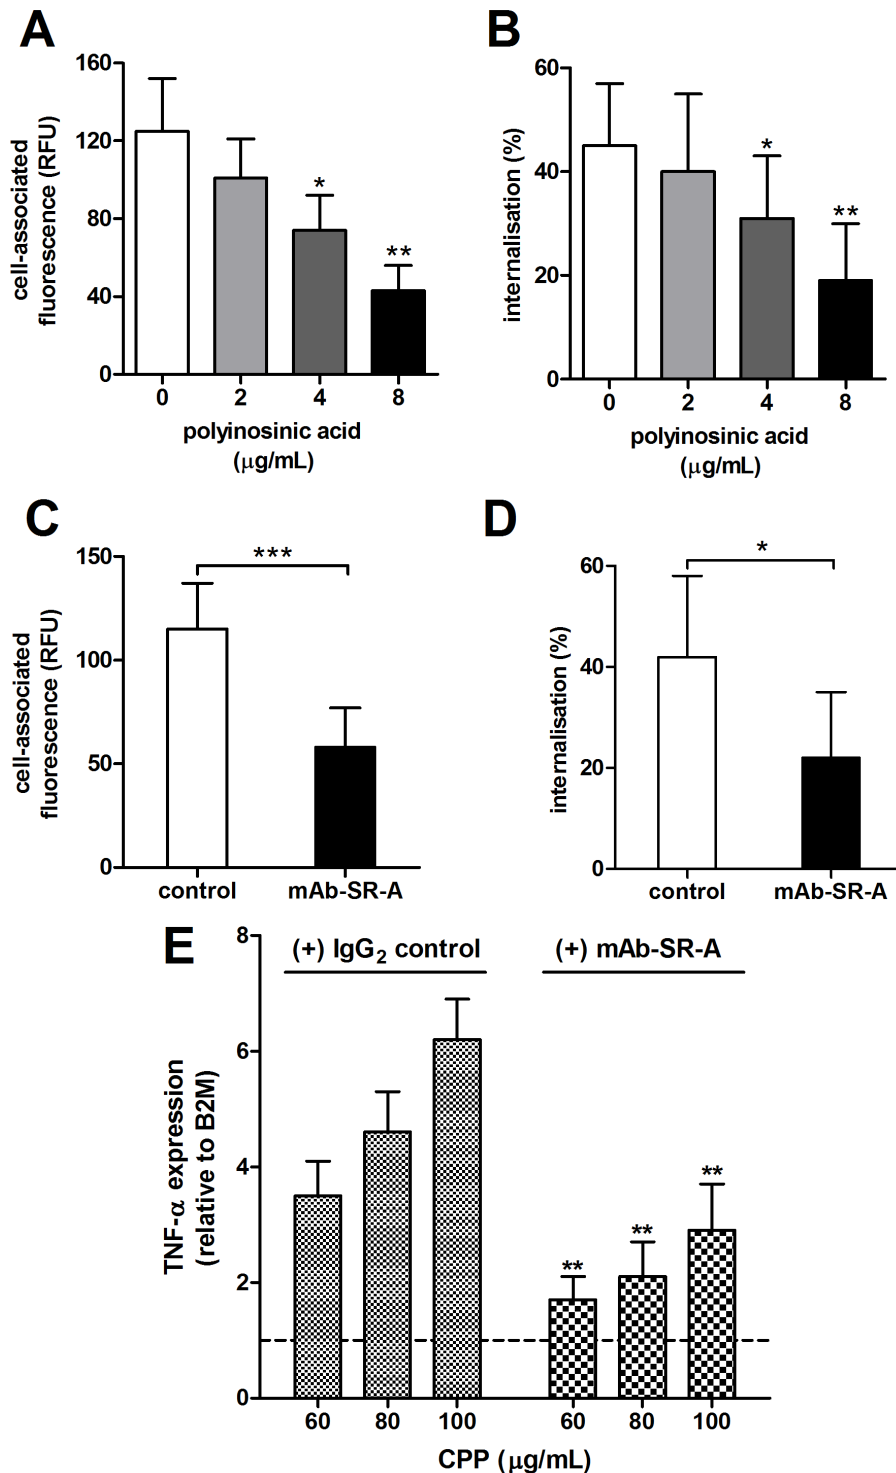 A
160
120
80
40
0
cell-associated
fluorescence (RFU)
*
**
0 2 4 8
polyinosinic acid
(μg/mL)
B
60
40
20
0
internalisation (%)
*
**
0 2 4 8
polyinosinic acid
(μg/mL)
C
150
100
50
0
cell-associated
fluorescence (RFU)
***
control mAb-SR-A
D
60
40
20
0
internalisation (%)
*
control mAb-SR-A
E
8
6
4
2
0
TNF-α expression
(relative to B2M)
(+) IgG₂ control
(+) mAb-SR-A
**
**
**
60 80 100 60 80 100
CPP (μg/mL)